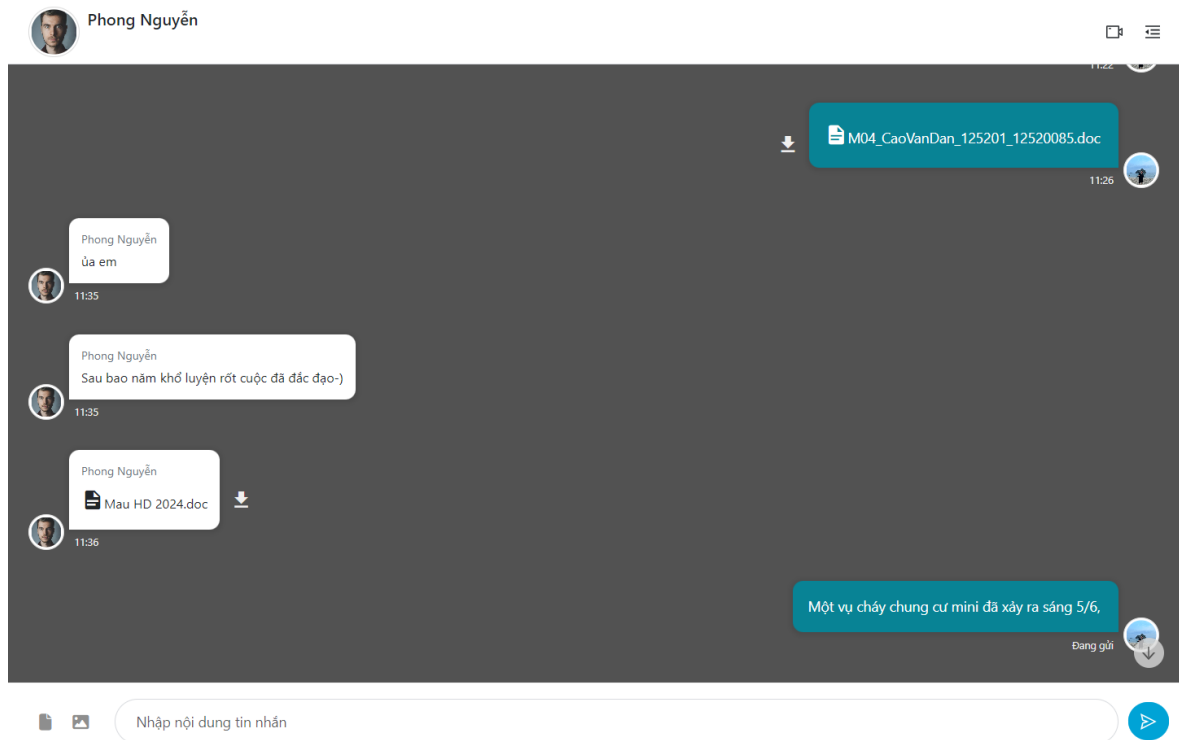 Phong Nguyễn
11:22
M04_CaoVanDan_125201_12520085.doc
11:26
Phong Nguyễn
ủa em
11:35
Phong Nguyễn
Sau bao năm khổ luyện rốt cuộc đã đắc đạo-)
11:35
Phong Nguyễn
Mau HD 2024.doc
11:36
Một vụ cháy chung cư mini đã xảy ra sáng 5/6,
Đang gửi
Nhập nội dung tin nhắn